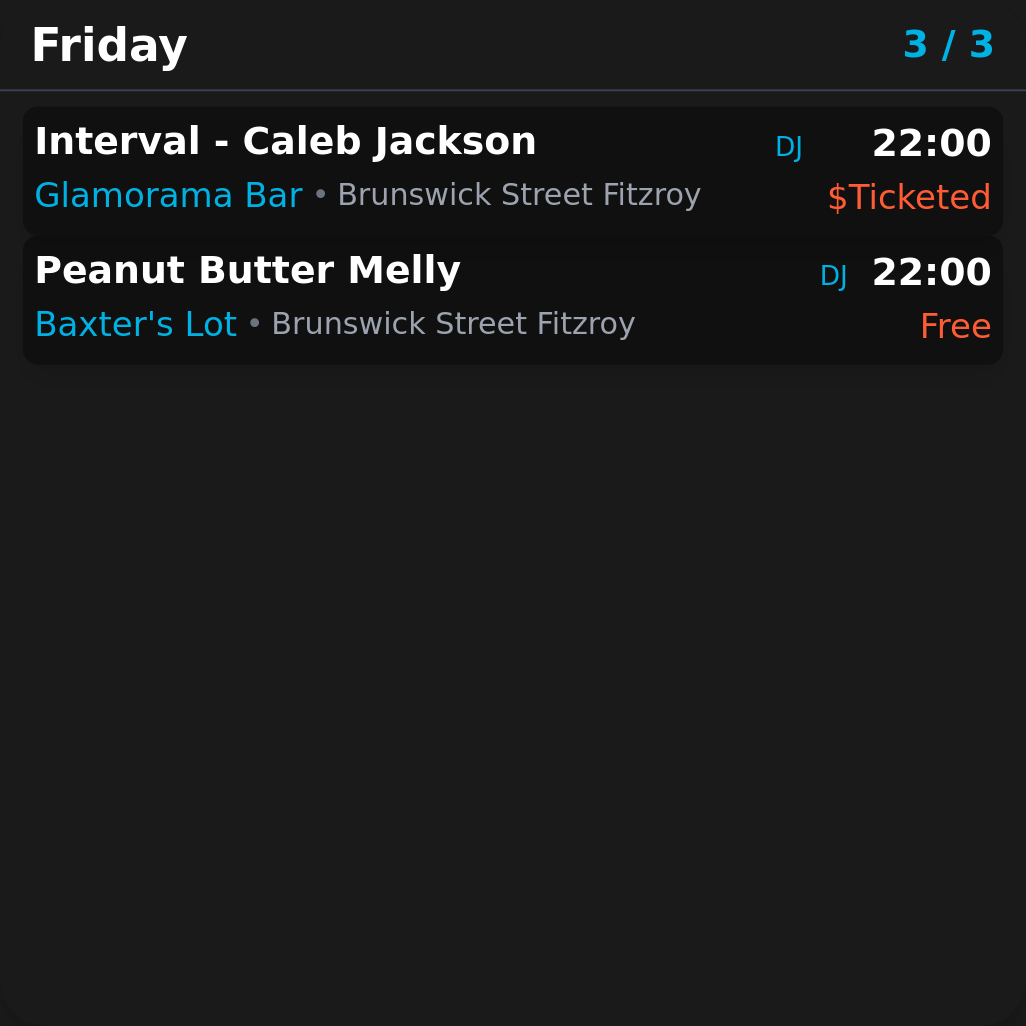 Friday 3 / 3
Interval - Caleb Jackson DJ 22:00
Glamorama Bar • Brunswick Street Fitzroy $Ticketed
Peanut Butter Melly DJ 22:00
Baxter's Lot • Brunswick Street Fitzroy Free